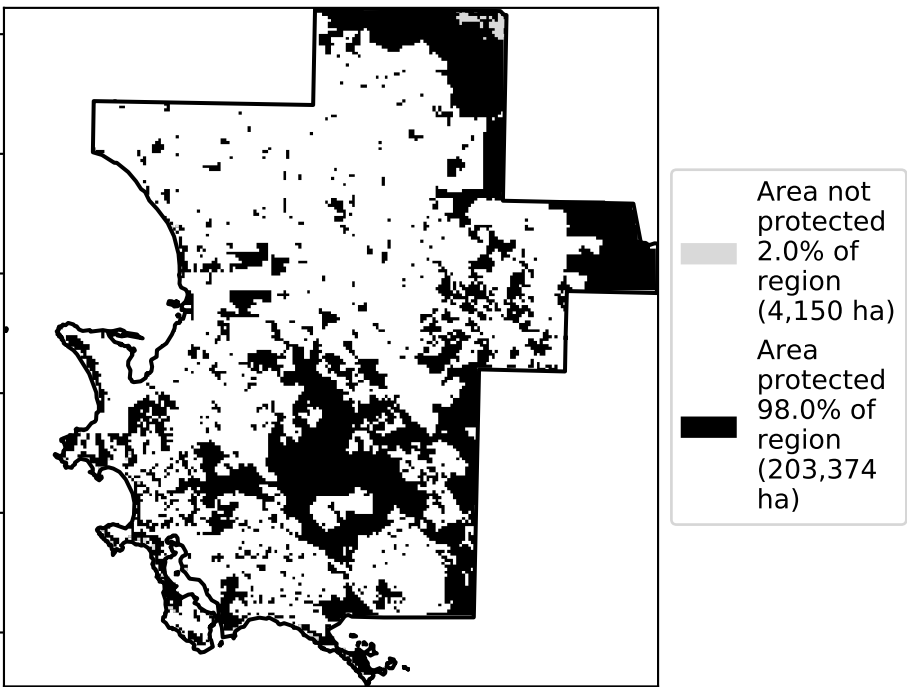 Area not
protected
2.0% of
region
(4,150 ha)
Area
protected
98.0% of
region
(203,374
ha)